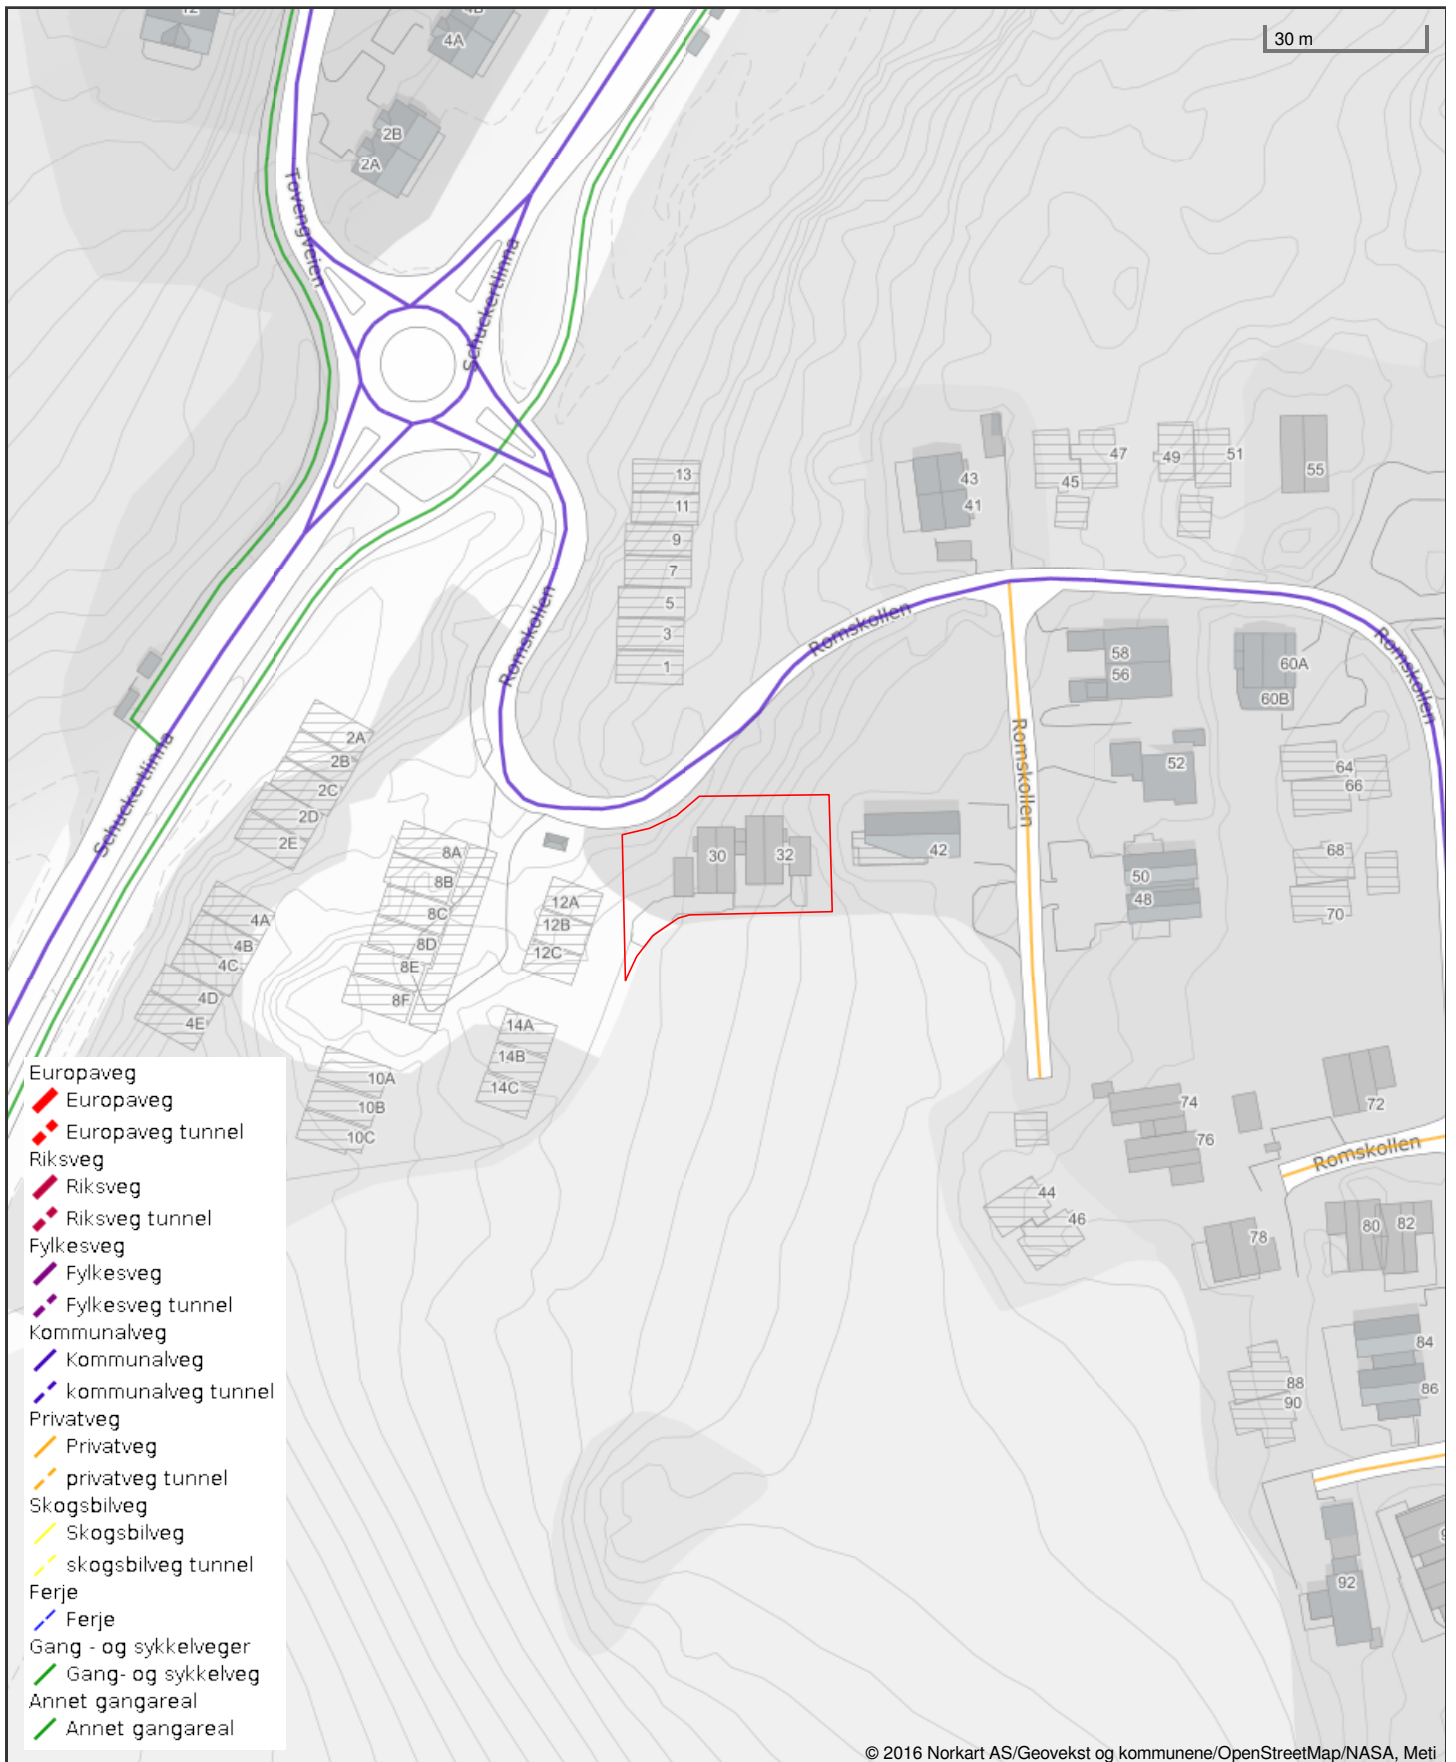 12
4B
4A
30 m
2B
2A
Tovengveien
Schuckertlinna
13
11
9
7
5
3
1
43
41
45
47
49
51
55
Romskollen
Romskollen
Romskollen
Romskollen
58
56
60A
60B
52
64
66
68
70
50
48
42
30
32
Schuckertlinna
2A
2B
2C
2D
2E
8A
8B
8C
8D
8E
8F
12A
12B
12C
4A
4B
4C
4D
4E
14A
14B
14C
10A
10B
10C
74
76
72
Romskollen
44
46
78
80
82
84
86
88
90
92
9
Europaveg
Europaveg
Europaveg tunnel
Riksveg
Riksveg
Riksveg tunnel
Fylkesveg
Fylkesveg
Fylkesveg tunnel
Kommunalveg
Kommunalveg
kommunalveg tunnel
Privatveg
Privatveg
privatveg tunnel
Skogsbilveg
Skogsbilveg
skogsbilveg tunnel
Ferje
Ferje
Gang - og sykkelveger
Gang- og sykkelveg
Annet gangareal
Annet gangareal
© 2016 Norkart AS/Geovekst og kommunene/OpenStreetMap/NASA, Meti